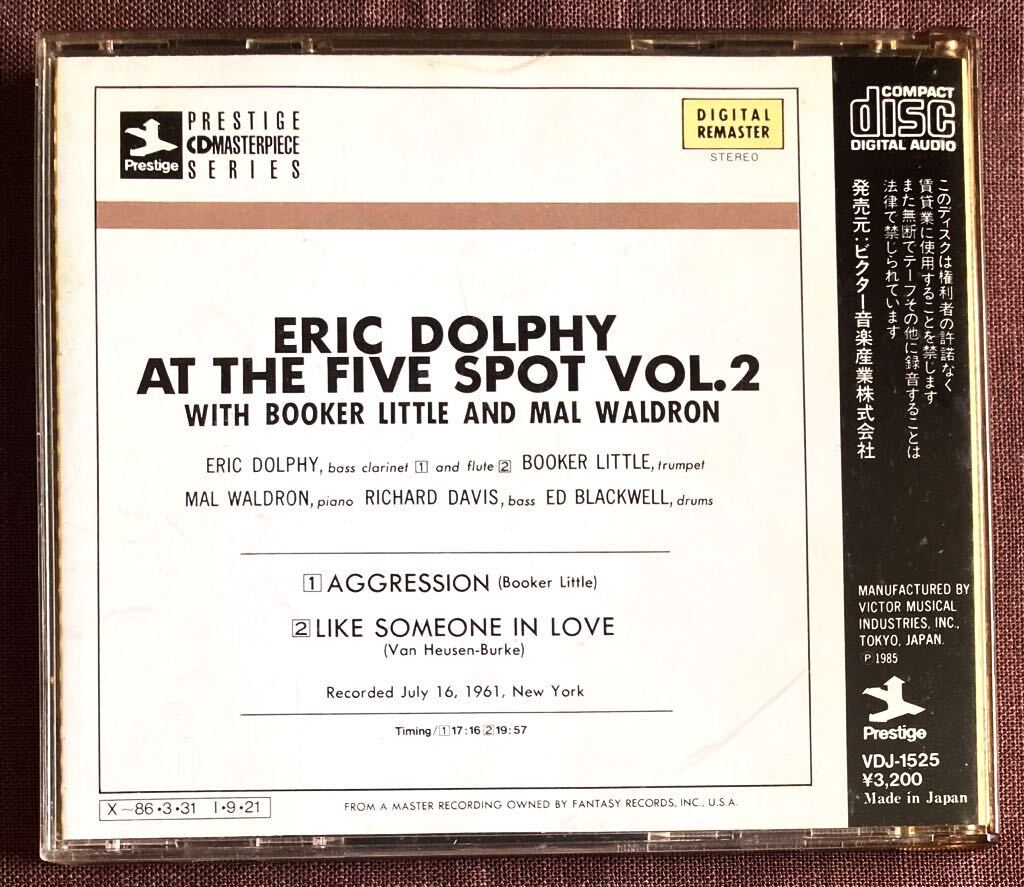 Prestige
PRESTIGE
CDMASTERPIECE
SERIES
DIGITAL
REMASTER
STEREO
ERIC DOLPHY
AT THE FIVE SPOT VOL.2
WITH BOOKER LITTLE AND MAL WALDRON
ERIC DOLPHY, bass clarinet 1 and flute 2 BOOKER LITTLE, trumpet
MAL WALDRON, piano RICHARD DAVIS, bass ED BLACKWELL, drums
1 AGGRESSION (Booker Little)
2 LIKE SOMEONE IN LOVE
(Van Heusen-Burke)
Recorded July 16, 1961, New York
Timing/1 17:16 2 19:57
X〜86・3・31 I・9・21
FROM A MASTER RECORDING OWNED BY FANTASY RECORDS, INC., U.S.A.
COMPACT
disc
DIGITAL AUDIO
このディスクは権利者の許諾なく
賃貸業に使用することを禁じます
また無断でテープその他に録音することは
法律で禁じられています
発売元:ビクター音楽産業株式会社
MANUFACTURED BY
VICTOR MUSICAL
INDUSTRIES, INC.,
TOKYO, JAPAN.
℗ 1985
Prestige
VDJ-1525
¥3,200
Made in Japan